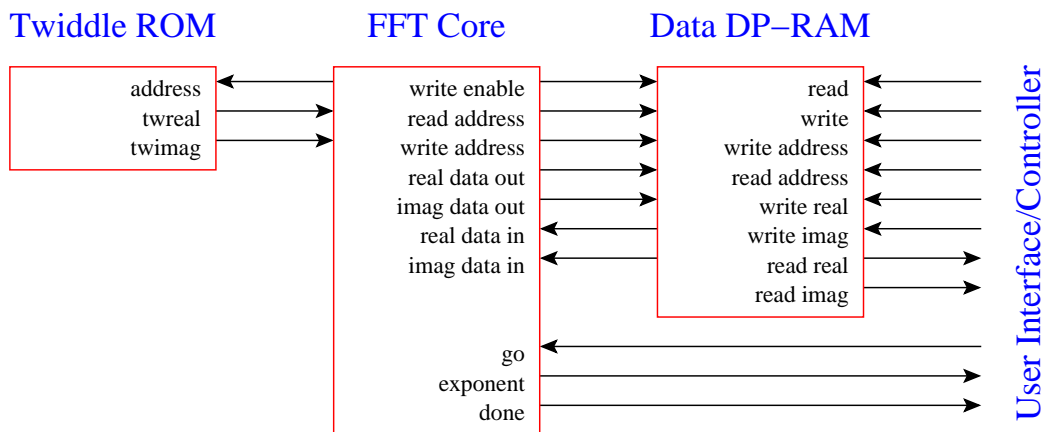 Twiddle ROM
FFT Core
Data DP−RAM
address
twreal
twimag
write enable
read address
write address
real data out
imag data out
real data in
imag data in
go
exponent
done
read
write
write address
read address
write real
write imag
read real
read imag
User Interface/Controller